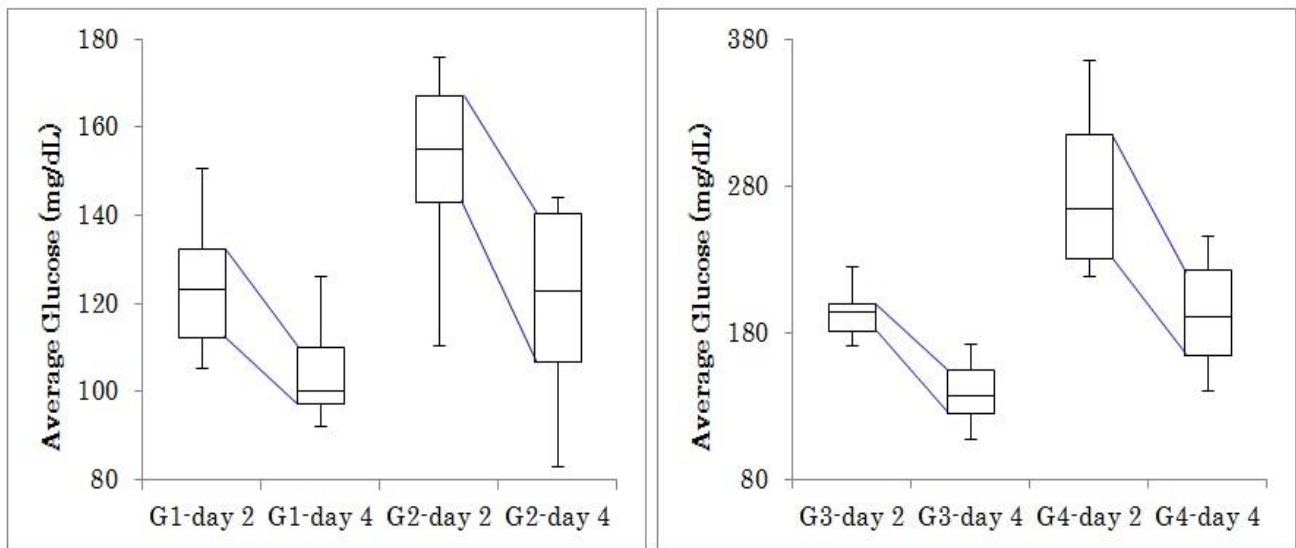 Average Glucose (mg/dL)
180
160
140
120
100
80
G1-day 2 G1-day 4 G2-day 2 G2-day 4
Average Glucose (mg/dL)
380
280
180
80
G3-day 2 G3-day 4 G4-day 2 G4-day 4